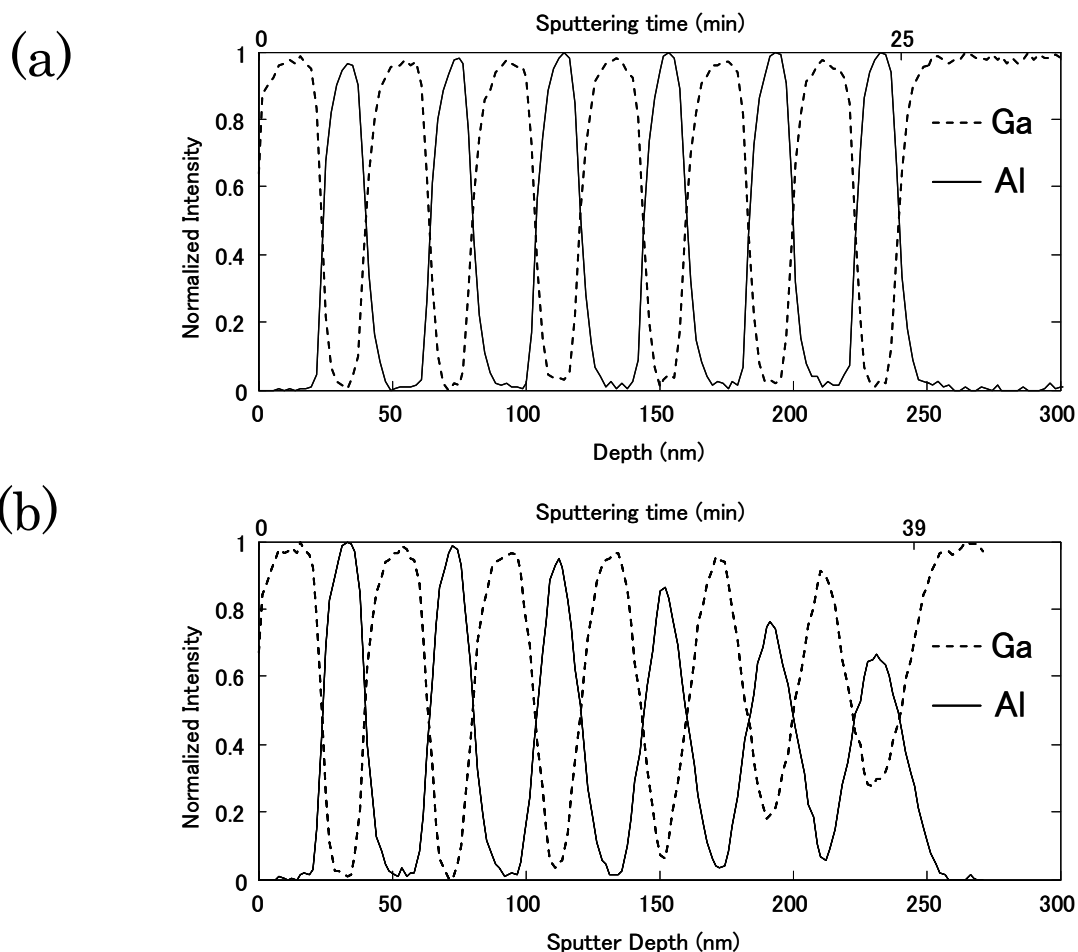 (a)
Sputtering time (min)
0 25
1
0.8
0.6
0.4
0.2
0
Normalized Intensity
Ga
Al
0 50 100 150 200 250 300
Depth (nm)
(b)
Sputtering time (min)
0 39
1
0.8
0.6
0.4
0.2
0
Normalized Intensity
Ga
Al
0 50 100 150 200 250 300
Sputter Depth (nm)